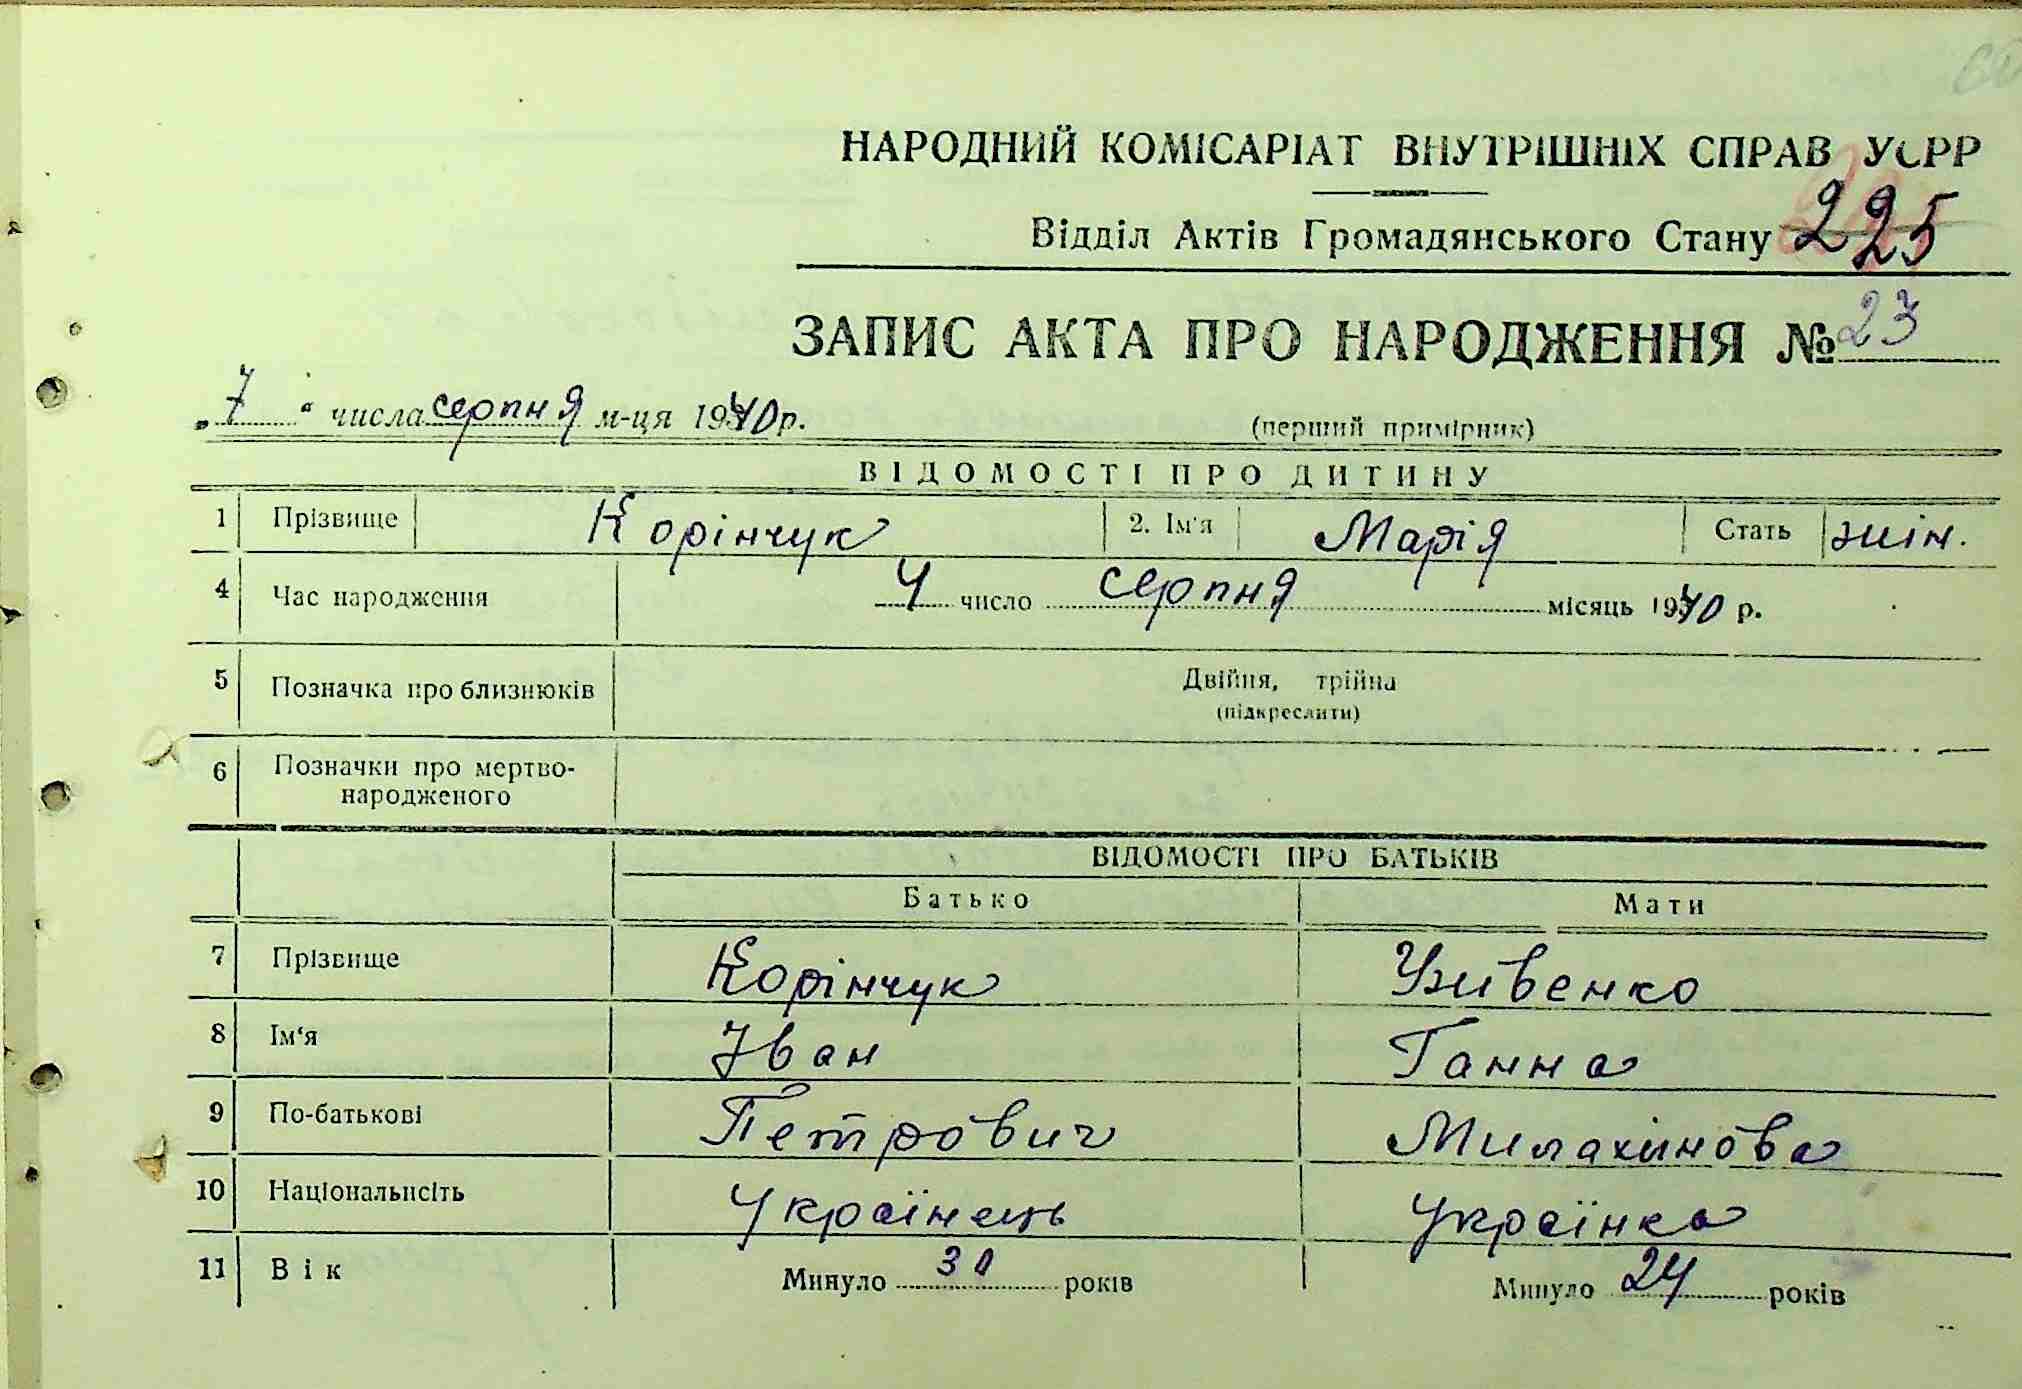 НАРОДНИЙ КОМІСАРІАТ ВНУТРІШНІХ СПРАВ УСРР
Відділ Актів Громадянського Стану 225
ЗАПИС АКТА ПРО НАРОДЖЕННЯ № 23
„ 7 “ числа серпня м-ця 1940 р. (перший примірник)
ВІДОМОСТІ ПРО ДИТИНУ
1 Прізвище Корінчук 2. Ім'я Марія Стать жін.
4 Час народження 4 число серпня місяць 1940 р.
5 Позначка про близнюків Двійня, трійна
(підкреслити)
6 Позначки про мертво-
народженого
ВІДОМОСТІ ПРО БАТЬКІВ
Батько Мати
7 Прізвище Корінчук
8 Ім'я Іван Ганна
9 По-батькові Петрович
10 Національність Українець Українка
11 Вік Минуло 30 років Минуло 24 років